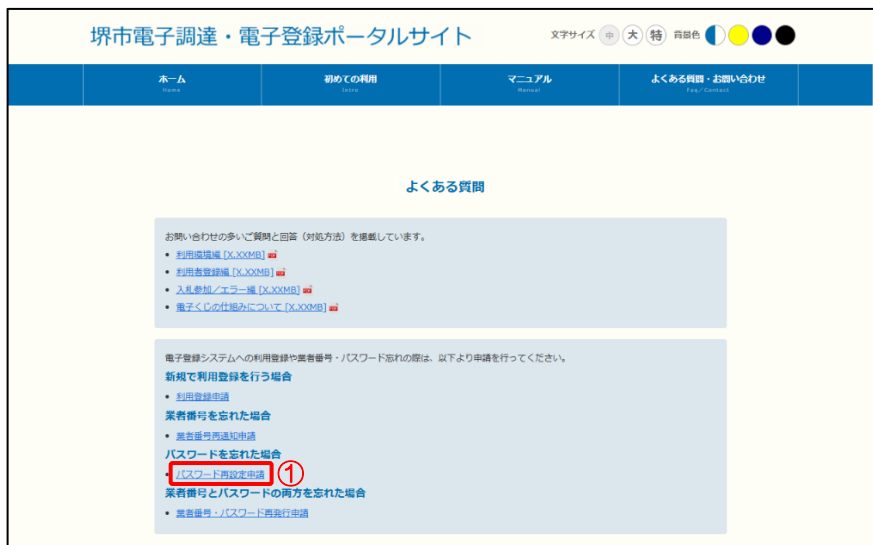 堺市電子調達・電子登録ポータルサイト
文字サイズ 中 大 特 背景色
ホーム 初めての利用 マニュアル よくある質問・お問い合わせ
Home Intro Manual Faq/Contact
よくある質問
お問い合わせの多いご質問と回答（対処方法）を掲載しています。
• 利用環境編 [X.XXMB]
• 利用者登録編 [X.XXMB]
• 入札参加／エラー編 [X.XXMB]
• 電子くじの仕組みについて [X.XXMB]
電子登録システムへの利用登録や業者番号・パスワード忘れの際は、以下より申請を行ってください。
新規で利用登録を行う場合
• 利用登録申請
業者番号を忘れた場合
• 業者番号再通知申請
パスワードを忘れた場合
• パスワード再設定申請 ①
業者番号とパスワードの両方を忘れた場合
• 業者番号・パスワード再発行申請